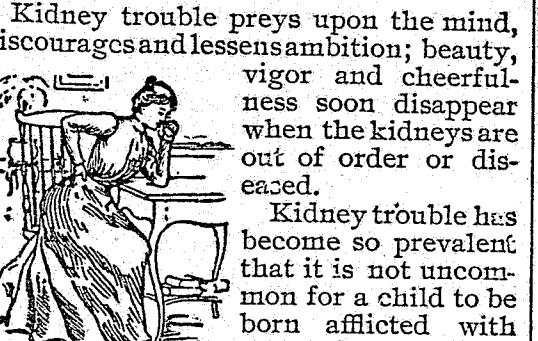 Kidney trouble preys upon the mind,
iscourages and lessens ambition; beauty,
vigor and cheerful-
ness soon disappear
when the kidneys are
out of order or dis-
eased.
Kidney trouble has
become so prevalent
that it is not uncom-
mon for a child to be
born afflicted with